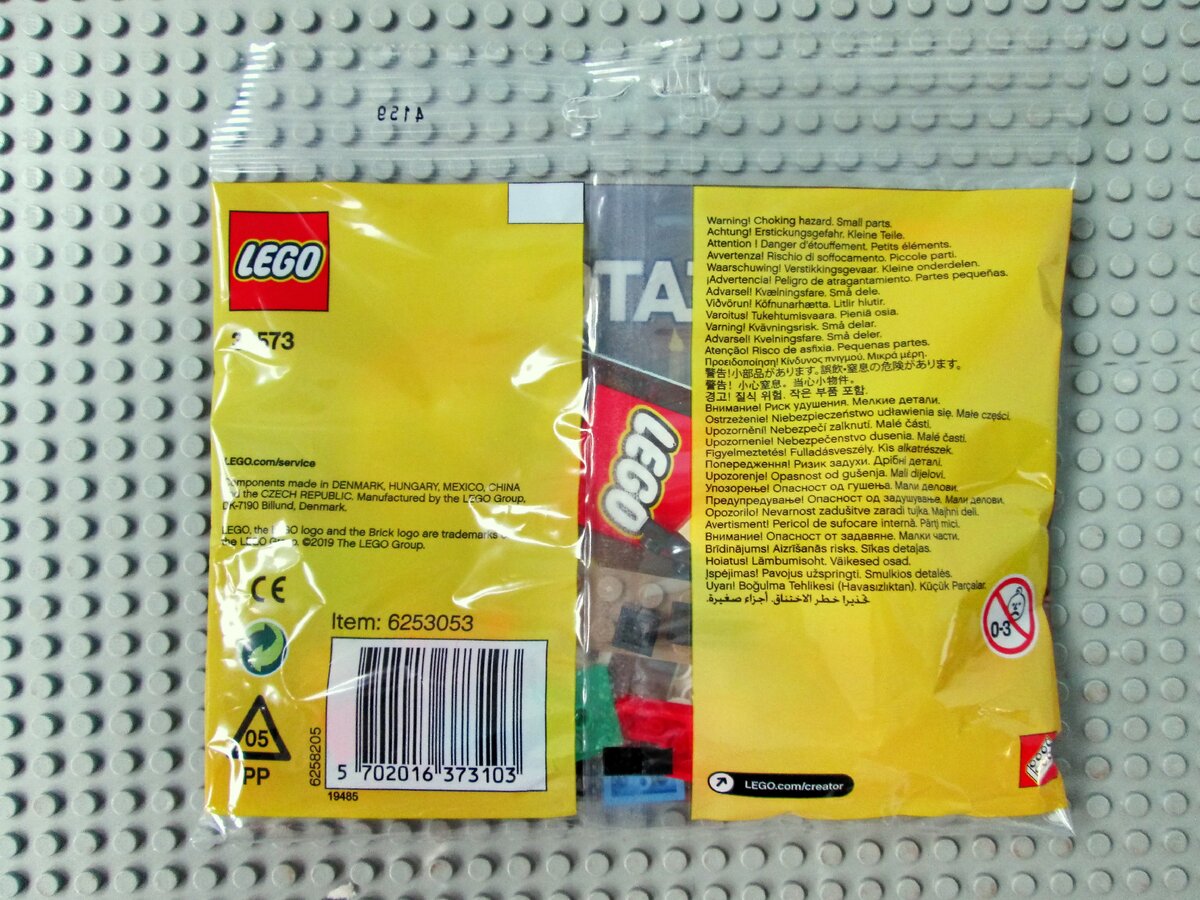 4159
LEGO
573
LEGO.com/service
Components made in DENMARK, HUNGARY, MEXICO, CHINA
and the CZECH REPUBLIC. Manufactured by the LEGO Group,
DK-7190 Billund, Denmark.
LEGO, the LEGO logo and the Brick logo are trademarks
the LEGO Group. ©2019 The LEGO Group.
CE
Item: 6253053
05
PP
6258205
5 702016 373103
19485
TA
LEGO
Warning! Choking hazard. Small parts.
Achtung! Erstickungsgefahr. Kleine Teile.
Attention ! Danger d'étouffement. Petits éléments.
Avvertenza! Rischio di soffocamento. Piccole parti.
Waarschuwing! Verstikkingsgevaar. Kleine onderdelen.
¡Advertencia! Peligro de atragantamiento. Partes pequeñas.
Advarsel! Kvælningsfare. Små dele.
Viðvörun! Köfnunarhætta. Litlir hlutir.
Varoitus! Tukehtumisvaara. Pieniä osia.
Varning! Kvävningsrisk. Små delar.
Advarsel! Kvelningsfare. Små deler.
Atenção! Risco de asfixia. Pequenas partes.
Προειδοποίηση! Κίνδυνος πνιγμού. Μικρά μέρη.
警告!小部品があります。誤飲・窒息の危険があります。
警告! 小心窒息。当心小物件。
경고! 질식 위험. 작은 부품 포함.
Внимание! Риск удушения. Мелкие детали.
Ostrzeżenie! Niebezpieczeństwo udławienia się. Małe części.
Upozornění! Nebezpečí zalknutí. Malé části.
Upozornenie! Nebezpečenstvo dusenia. Malé časti.
Figyelmeztetés! Fulladásveszély. Kis alkatrészek.
Попередження! Ризик задухи. Дрібні деталі.
Upozorenje! Opasnost od gušenja. Mali dijelovi.
Упозорење! Опасност од гушења. Мали делови.
Предупредување! Опасност од задушување. Мали делови.
Opozorilo! Nevarnost zadušitve zaradi tujka. Majhni deli.
Avertisment! Pericol de sufocare internă. Părți mici.
Внимание! Опасност от задавяне. Малки части.
Brīdinājums! Aizrīšanās risks. Sīkas detaļas.
Hoiatus! Lämbumisoht. Väikesed osad.
Įspėjimas! Pavojus užspringti. Smulkios detalės.
Uyarı! Boğulma Tehlikesi (Havasızlıktan). Küçük Parçalar.
تحذير! خطر الاختناق. أجزاء صغيرة.
0-3
LEGO.com/creator